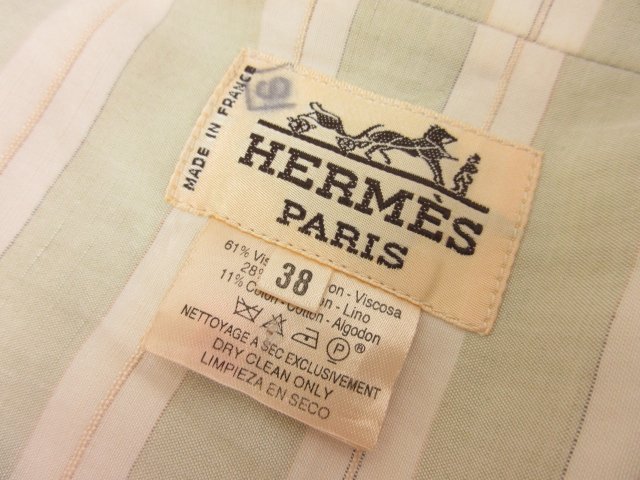 MADE IN FRANCE
HERMÈS
PARIS
38
61% Vis on - Viscosa
28% n - Lino
11% Coton - Cotton - Algodon
P
NETTOYAGE A SEC EXCLUSIVEMENT
DRY CLEAN ONLY
LIMPIEZA EN SECO